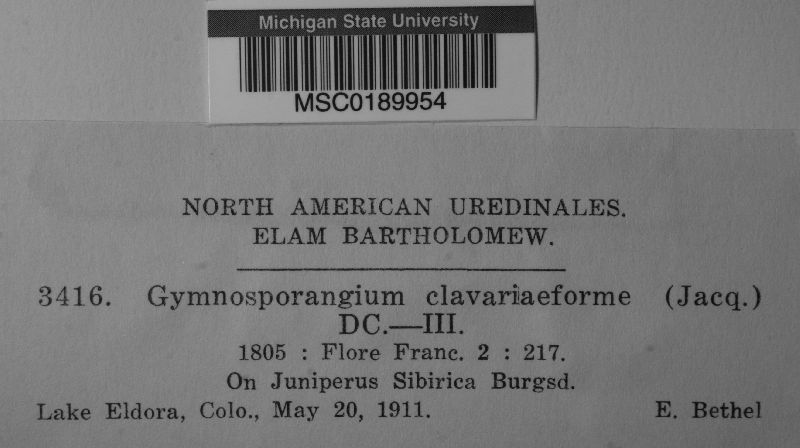 Michigan State University
MSC0189954
NORTH AMERICAN UREDINALES.
ELAM BARTHOLOMEW.
3416. Gymnosporangium clavariaeforme (Jacq.)
DC.—III.
1805 : Flore Franc. 2 : 217.
On Juniperus Sibirica Burgsd.
Lake Eldora, Colo., May 20, 1911. E. Bethel